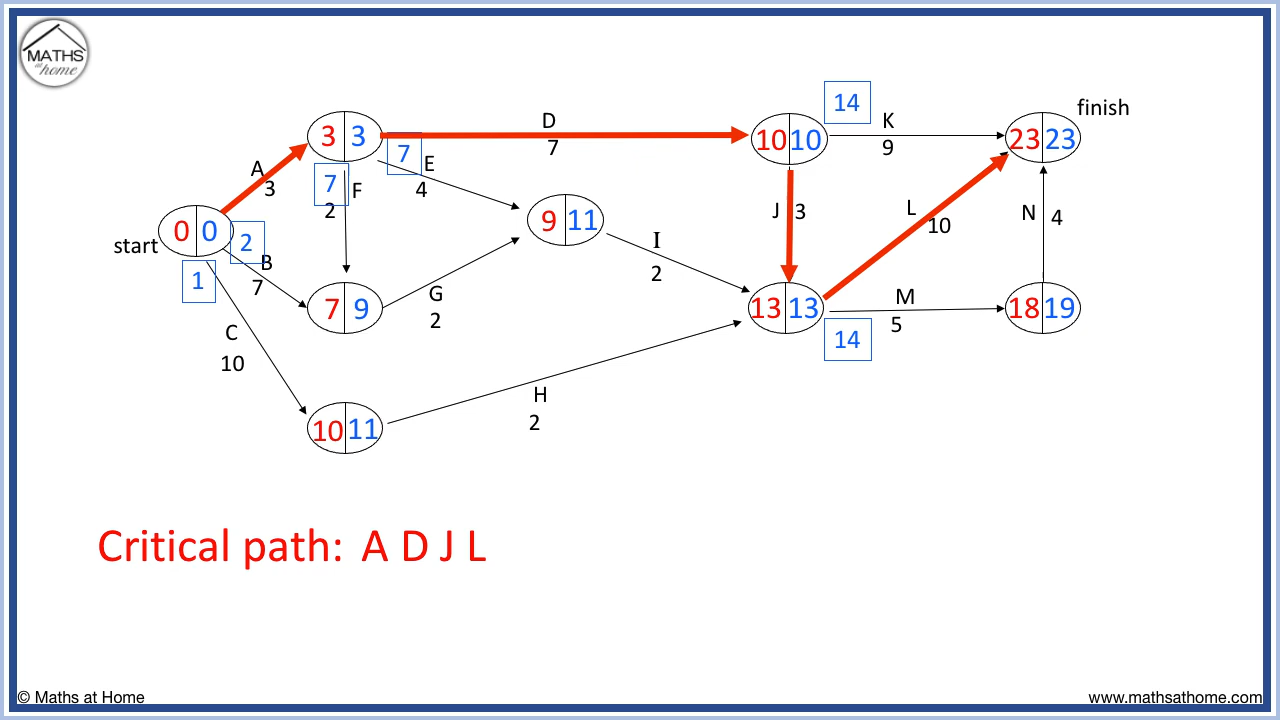 MATHS
at home
14
finish
D
K
3 3
10 10
23 23
7
9
A
7
E
3
7
F
4
2
J
3
L
N
4
0 0
9 11
10
start
2
I
B
2
1
7
G
M
7 9
13 13
18 19
2
5
C
14
10
H
2
10 11
Critical path: A D J L
© Maths at Home
www.mathsathome.com